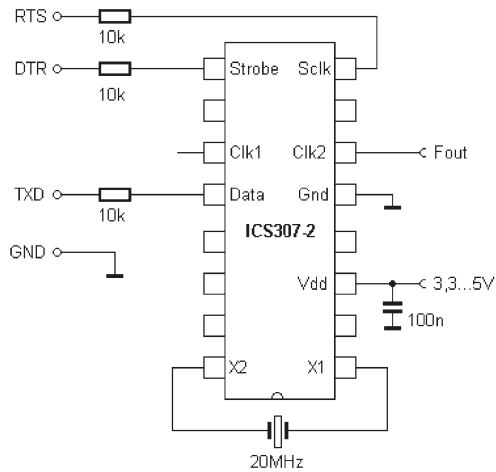 RTS
10k
DTR
10k
Strobe
Sclk
Clk1
Clk2
Fout
TXD
10k
Data
Gnd
ICS307-2
GND
Vdd
3,3...5V
100n
X2
X1
20MHz